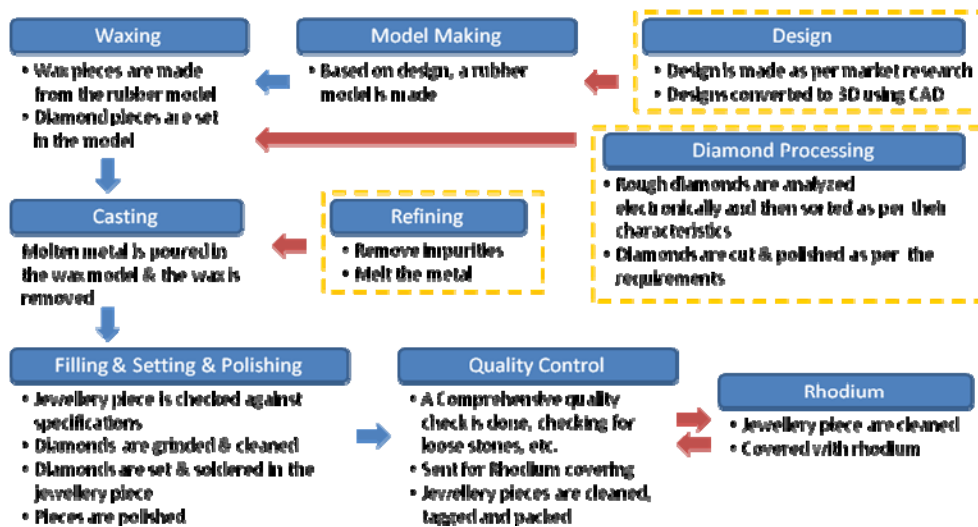 Waxing
• Wax pieces are made
from the rubber model
• Diamond pieces are set
in the model
Model Making
• Based on design, a rubber
model is made
Design
• Design is made as per market research
• Designs converted to 3D using CAD
Diamond Processing
• Rough diamonds are analyzed
electronically and then sorted as per their
characteristics
• Diamonds are cut & polished as per the
requirements
Casting
Molten metal is poured in
the wax model & the wax is
removed
Refining
• Remove impurities
• Melt the metal
Filling & Setting & Polishing
• Jewellery piece is checked against
specifications
• Diamonds are grinded & cleaned
• Diamonds are set & soldered in the
jewellery piece
• Pieces are polished
Quality Control
• A Comprehensive quality
check is done, checking for
loose stones, etc.
• Sent for Rhodium covering
• Jewellery pieces are cleaned,
tagged and packed
Rhodium
• Jewellery piece are cleaned
• Covered with rhodium